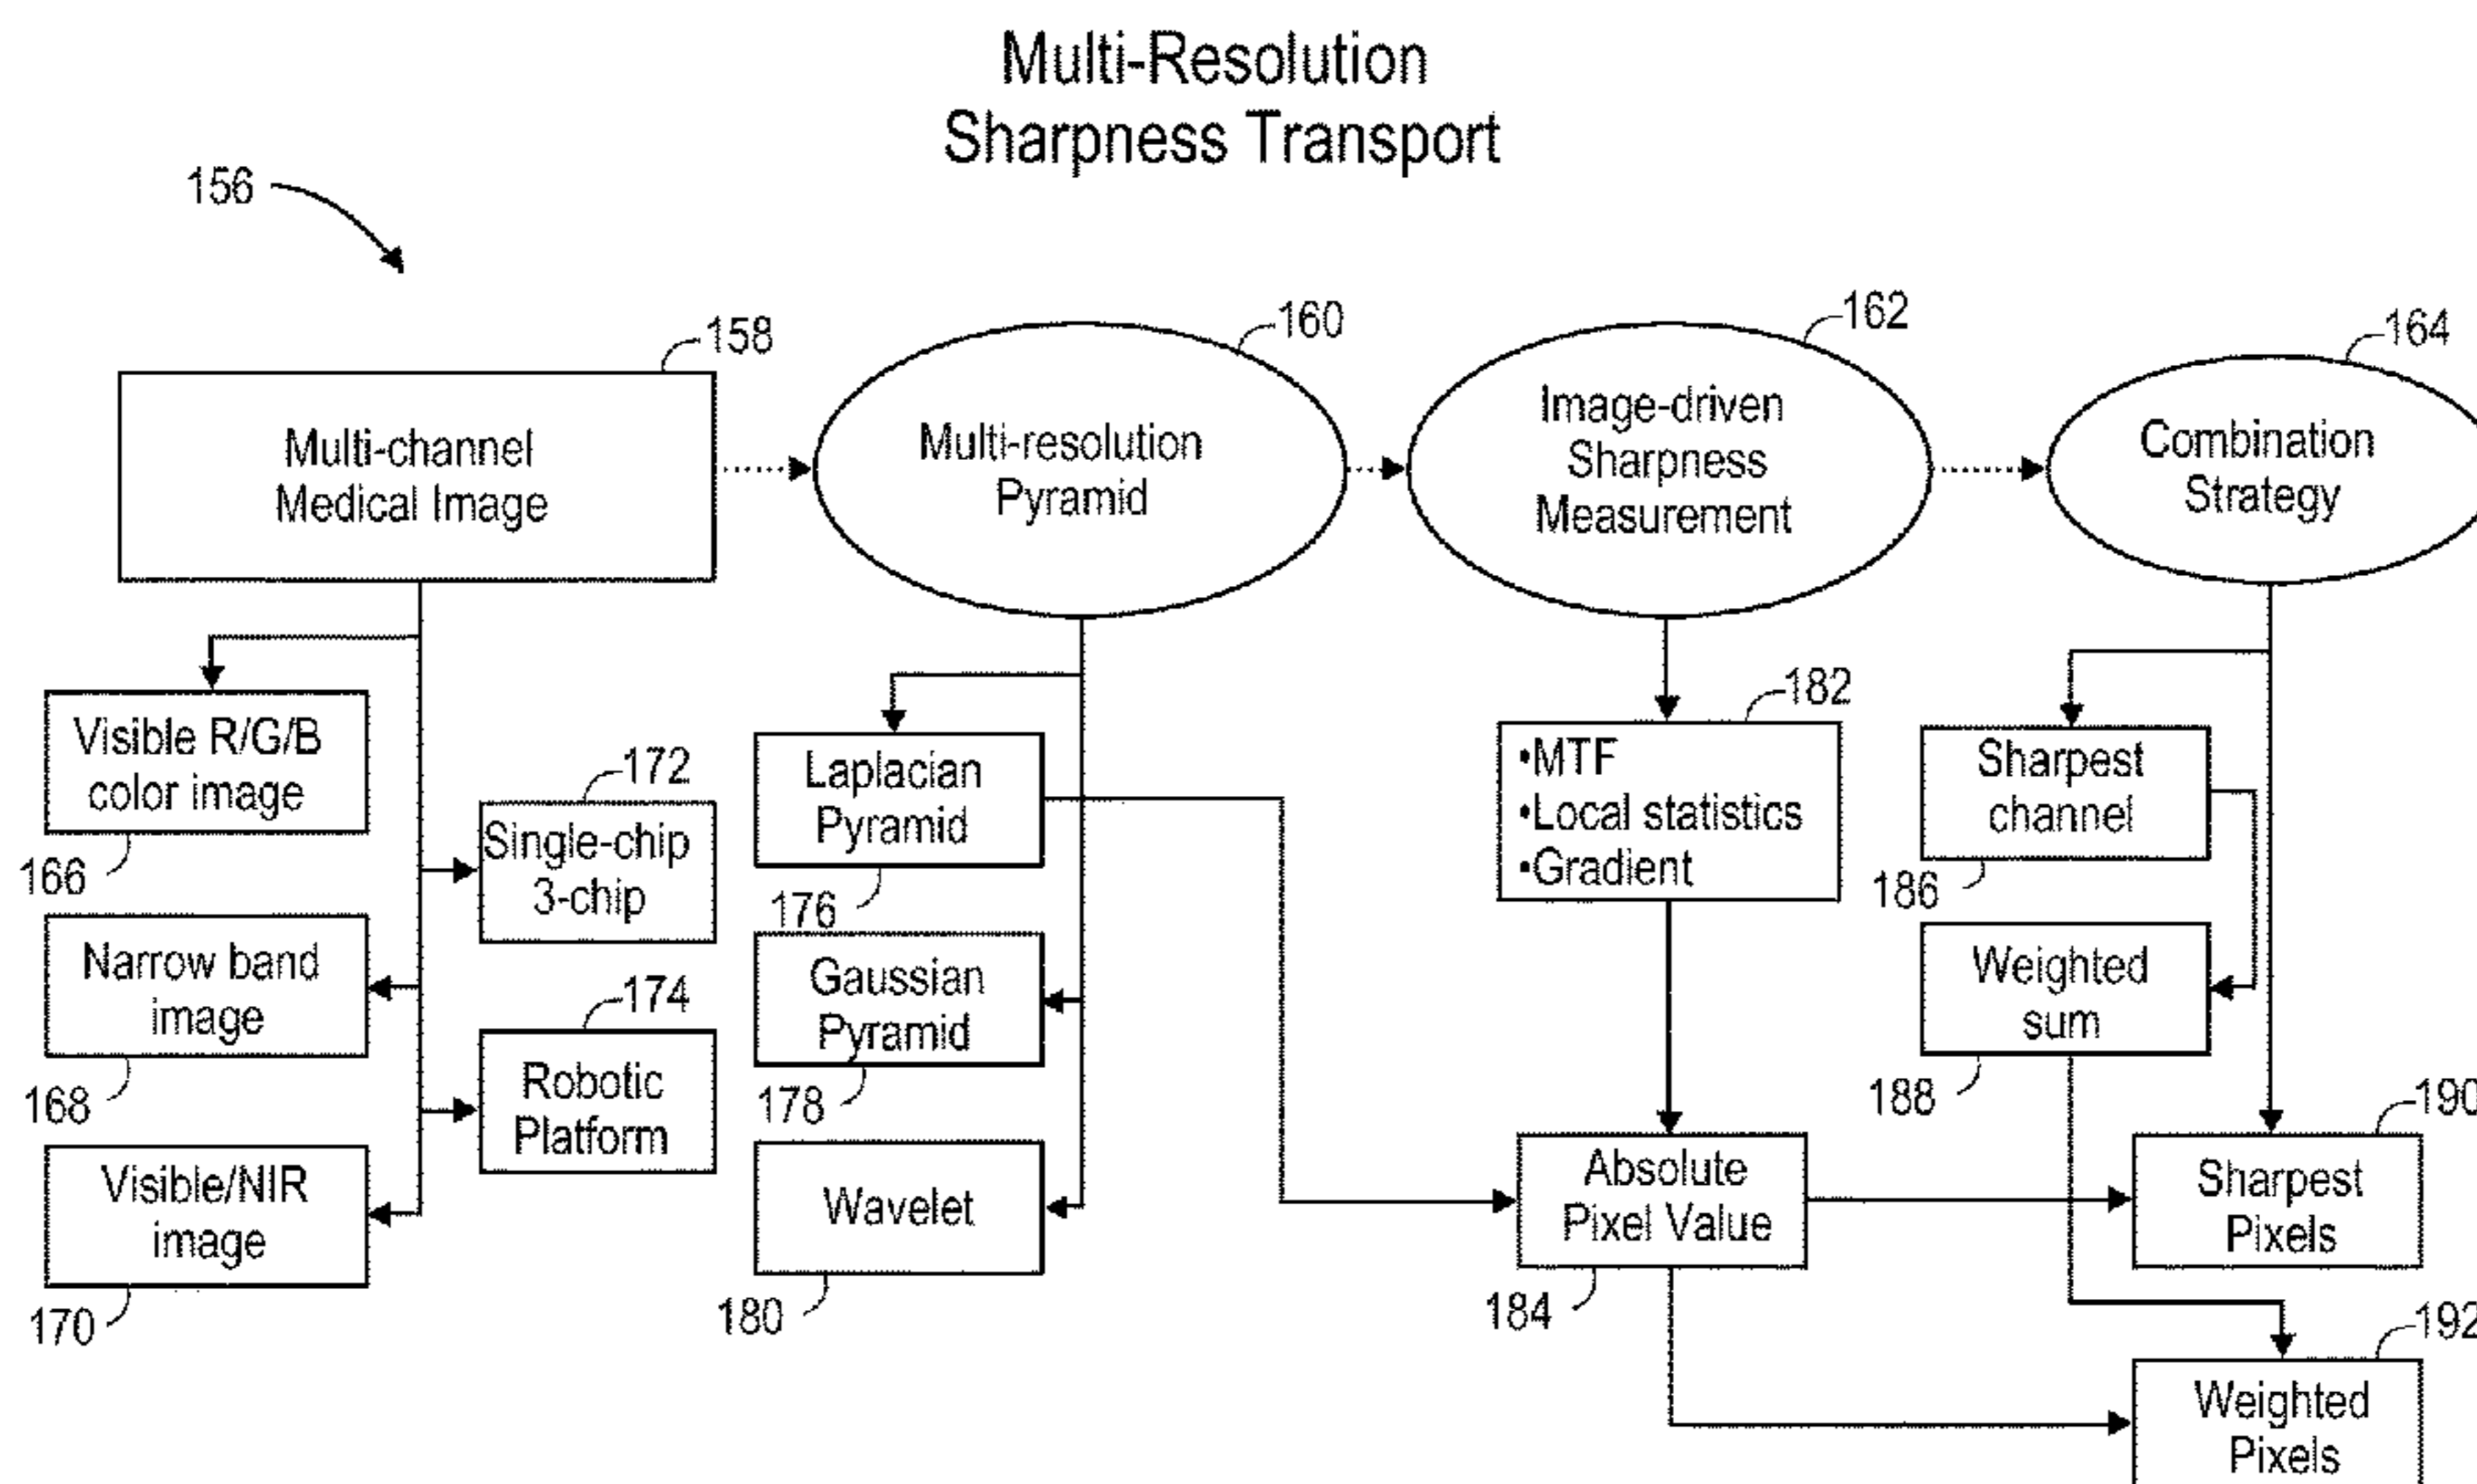 Multi-Resolution
Sharpness Transport
156
158
160
162
164
Multi-channel
Medical Image
Multi-resolution
Pyramid
Image-driven
Sharpness
Measurement
Combination
Strategy
Visible R/G/B
color image
166
Narrow band
image
168
Visible/NIR
image
170
172
Single-chip
3-chip
174
Robotic
Platform
Laplacian
Pyramid
176
Gaussian
Pyramid
178
Wavelet
180
182
•MTF
•Local statistics
•Gradient
Absolute
Pixel Value
184
Sharpest
channel
186
Weighted
sum
188
190
Sharpest
Pixels
192
Weighted
Pixels